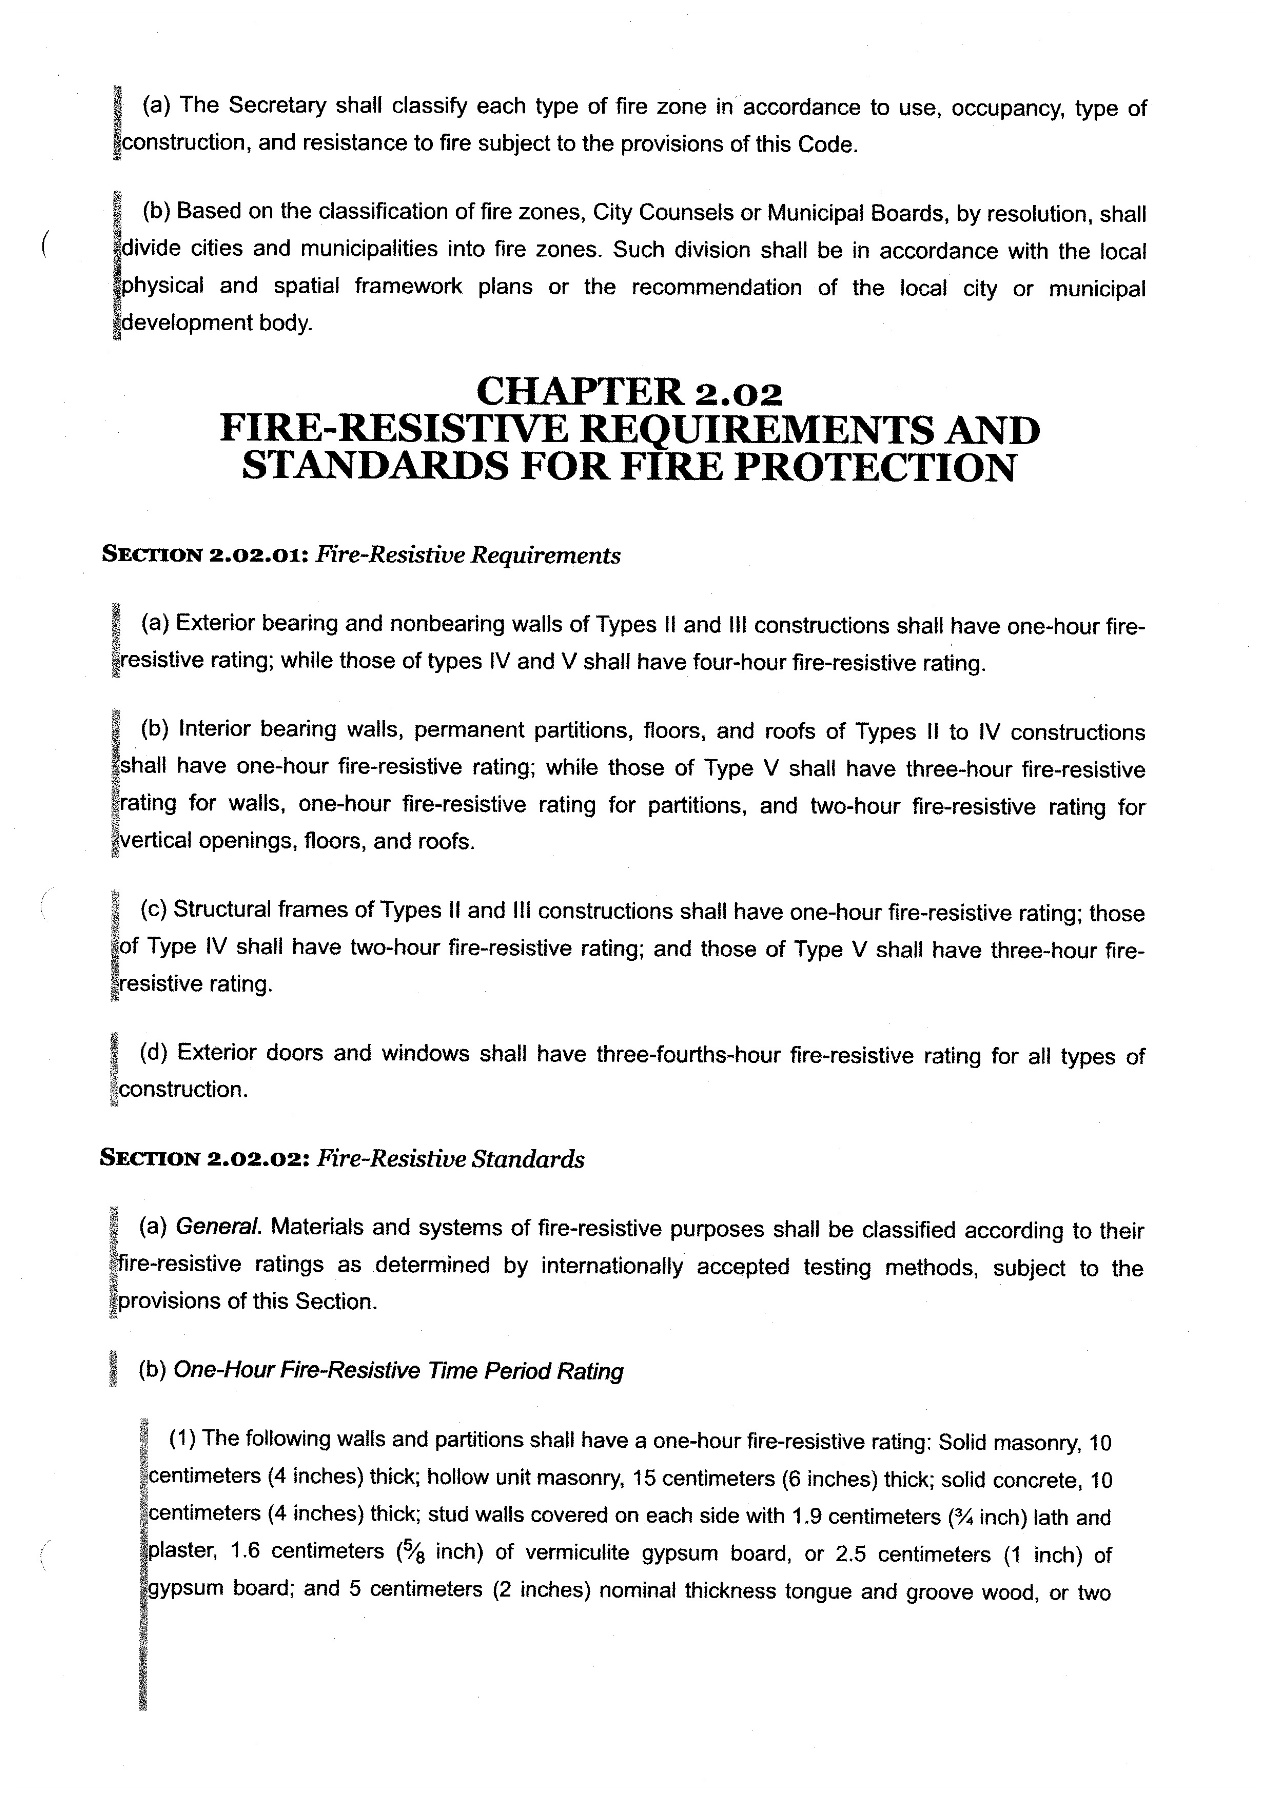 (a) The Secretary shall classify each type of fire zone in accordance to use, occupancy, type of
construction, and resistance to fire subject to the provisions of this Code.
(b) Based on the classification of fire zones, City Counsels or Municipal Boards, by resolution, shall
divide cities and municipalities into fire zones. Such division shall be in accordance with the local
physical and spatial framework plans or the recommendation of the local city or municipal
development body.
CHAPTER 2.02
FIRE-RESISTIVE REQUIREMENTS AND
STANDARDS FOR FIRE PROTECTION
SECTION 2.02.01: Fire-Resistive Requirements
(a) Exterior bearing and nonbearing walls of Types II and III constructions shall have one-hour fire-
resistive rating; while those of types IV and V shall have four-hour fire-resistive rating.
(b) Interior bearing walls, permanent partitions, floors, and roofs of Types II to IV constructions
shall have one-hour fire-resistive rating; while those of Type V shall have three-hour fire-resistive
rating for walls, one-hour fire-resistive rating for partitions, and two-hour fire-resistive rating for
vertical openings, floors, and roofs.
(c) Structural frames of Types II and III constructions shall have one-hour fire-resistive rating; those
of Type IV shall have two-hour fire-resistive rating; and those of Type V shall have three-hour fire-
resistive rating.
(d) Exterior doors and windows shall have three-fourths-hour fire-resistive rating for all types of
construction.
SECTION 2.02.02: Fire-Resistive Standards
(a) General. Materials and systems of fire-resistive purposes shall be classified according to their
fire-resistive ratings as determined by internationally accepted testing methods, subject to the
provisions of this Section.
(b) One-Hour Fire-Resistive Time Period Rating
(1) The following walls and partitions shall have a one-hour fire-resistive rating: Solid masonry, 10
centimeters (4 inches) thick; hollow unit masonry, 15 centimeters (6 inches) thick; solid concrete, 10
centimeters (4 inches) thick; stud walls covered on each side with 1.9 centimeters (¾ inch) lath and
plaster, 1.6 centimeters (⅝ inch) of vermiculite gypsum board, or 2.5 centimeters (1 inch) of
gypsum board; and 5 centimeters (2 inches) nominal thickness tongue and groove wood, or two